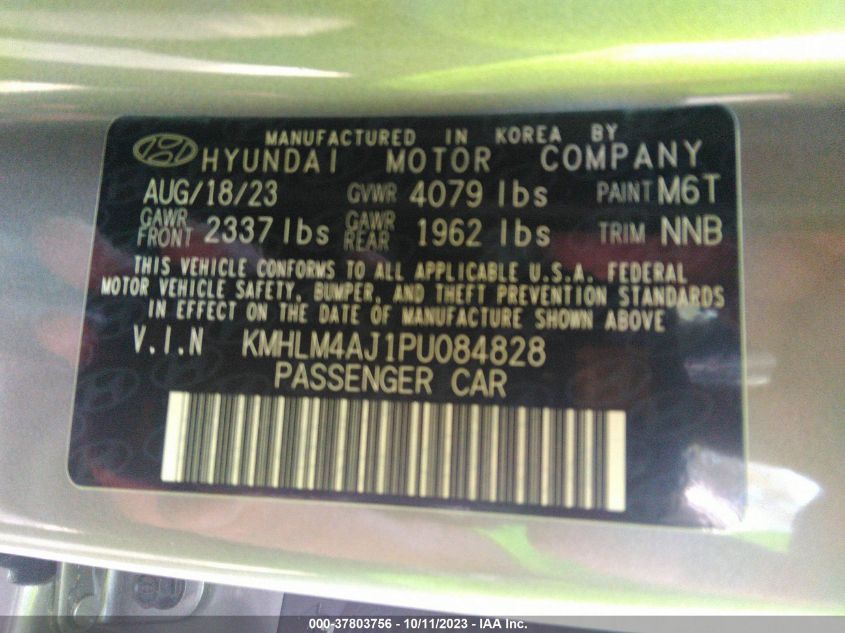 MANUFACTURED IN KOREA BY
HYUNDAI MOTOR COMPANY
AUG/18/23 GVWR 4079 lbs PAINT M6T
GAWR FRONT 2337 lbs GAWR REAR 1962 lbs TRIM NNB
THIS VEHICLE CONFORMS TO ALL APPLICABLE U.S.A. FEDERAL
MOTOR VEHICLE SAFETY, BUMPER, AND THEFT PREVENTION STANDARDS
IN EFFECT ON THE DATE OF MANUFACTURE SHOWN ABOVE
V.I.N KMHLM4AJ1PU084828
PASSENGER CAR
000-37803756 - 10/11/2023 - IAA Inc.